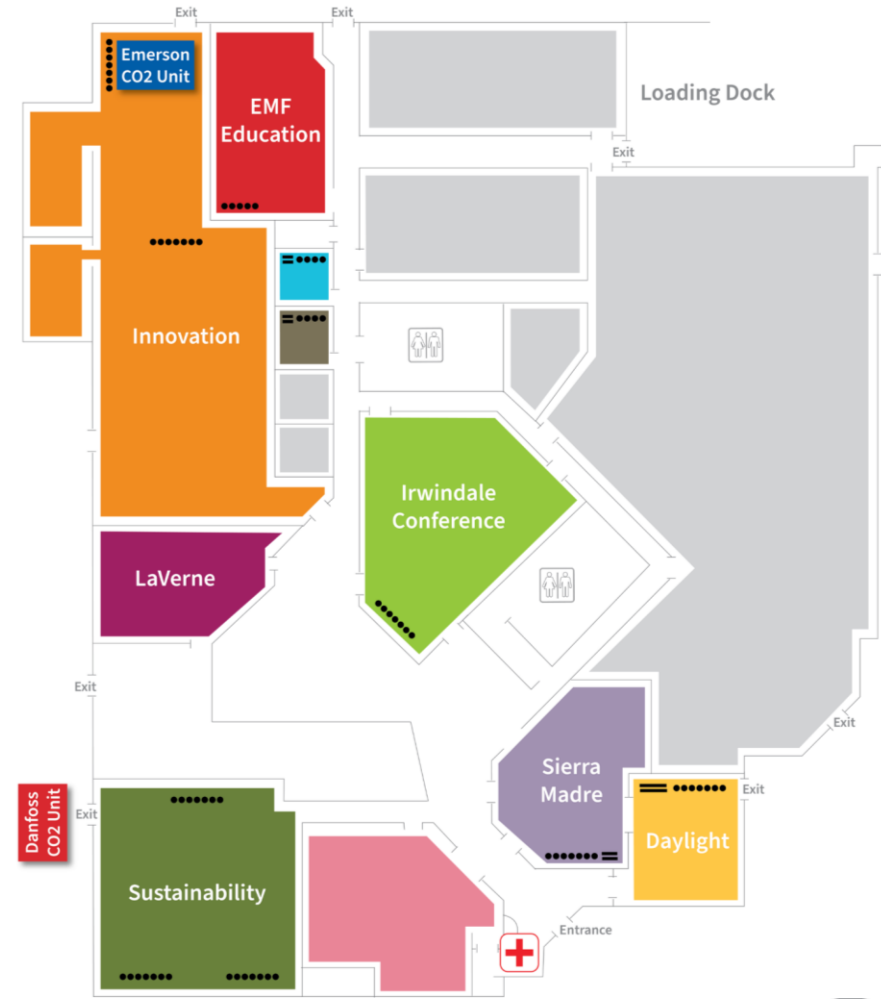 Exit
Exit
Emerson
CO2 Unit
EMF
Education
Loading Dock
Exit
Innovation
Irwindale
Conference
LaVerne
Exit
Exit
Sierra
Madre
Exit
Danfoss
CO2 Unit
Exit
Daylight
Sustainability
Entrance